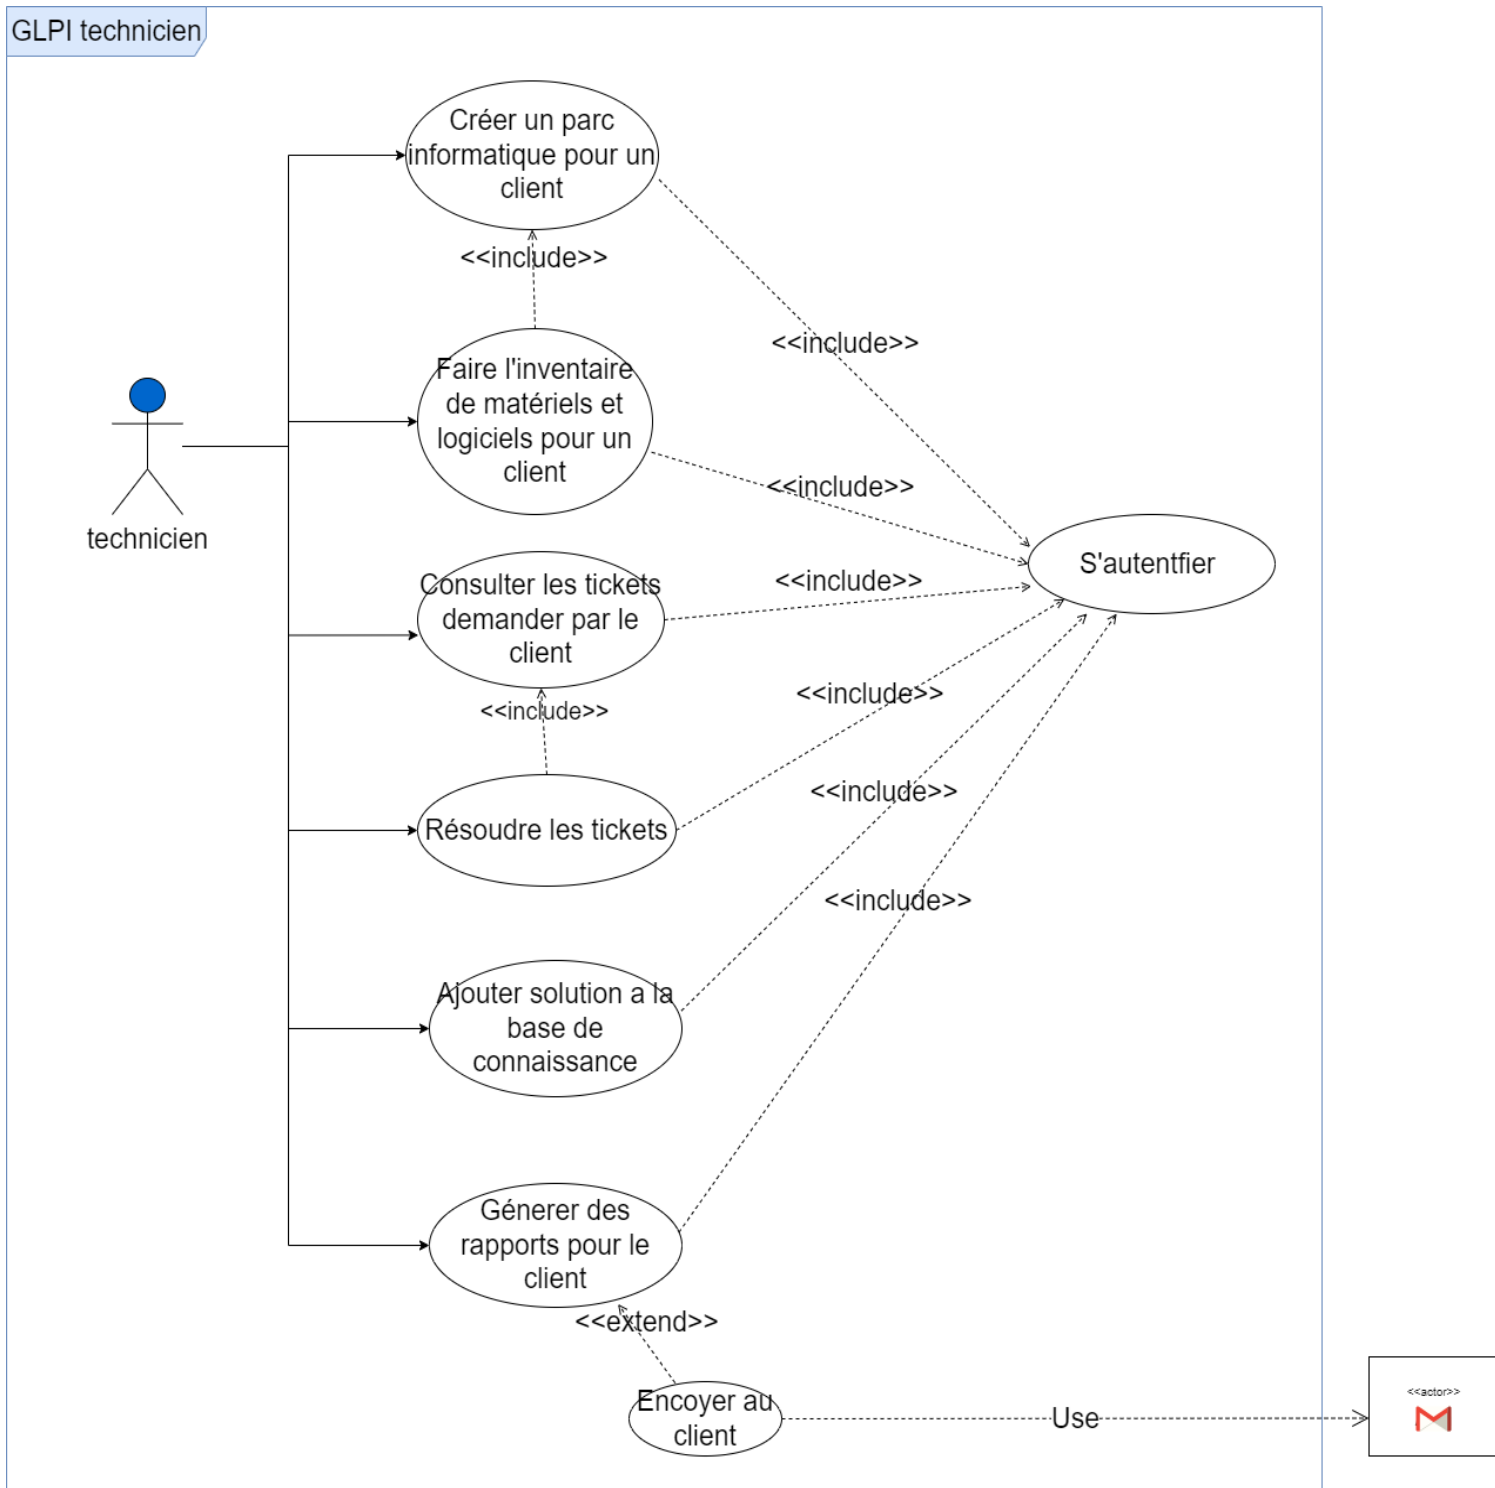 GLPI technicien
Créer un parc
informatique pour un
client
<<include>>
<<include>>
Faire l'inventaire
de matériels et
logiciels pour un
client
<<include>>
technicien
S'autentfier
Consulter les tickets
demander par le
client
<<include>>
<<include>>
<<include>>
Résoudre les tickets
<<include>>
<<include>>
Ajouter solution a la
base de
connaissance
Génerer des
rapports pour le
client
<<extend>>
Encoyer au
client
Use
<<actor>>